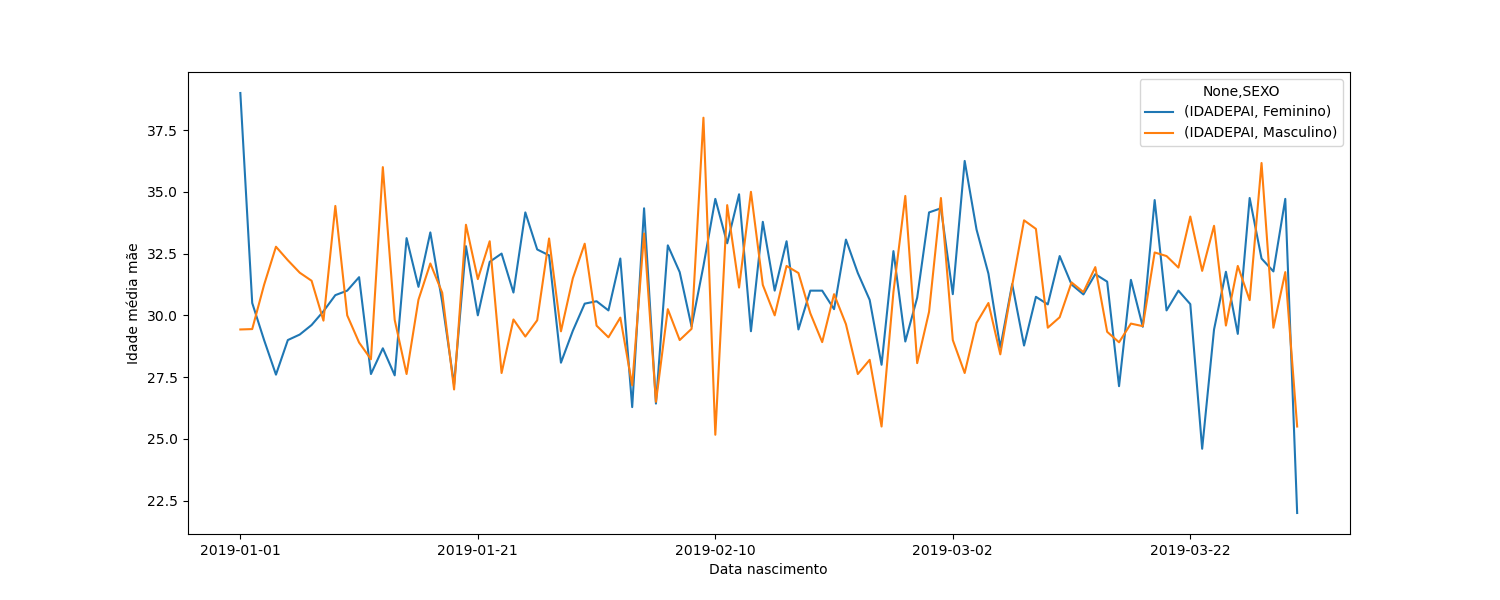 None,SEXO
(IDADEPAI, Feminino)
(IDADEPAI, Masculino)
Idade média mãe
37.5
35.0
32.5
30.0
27.5
25.0
22.5
2019-01-01
2019-01-21
2019-02-10
2019-03-02
2019-03-22
Data nascimento